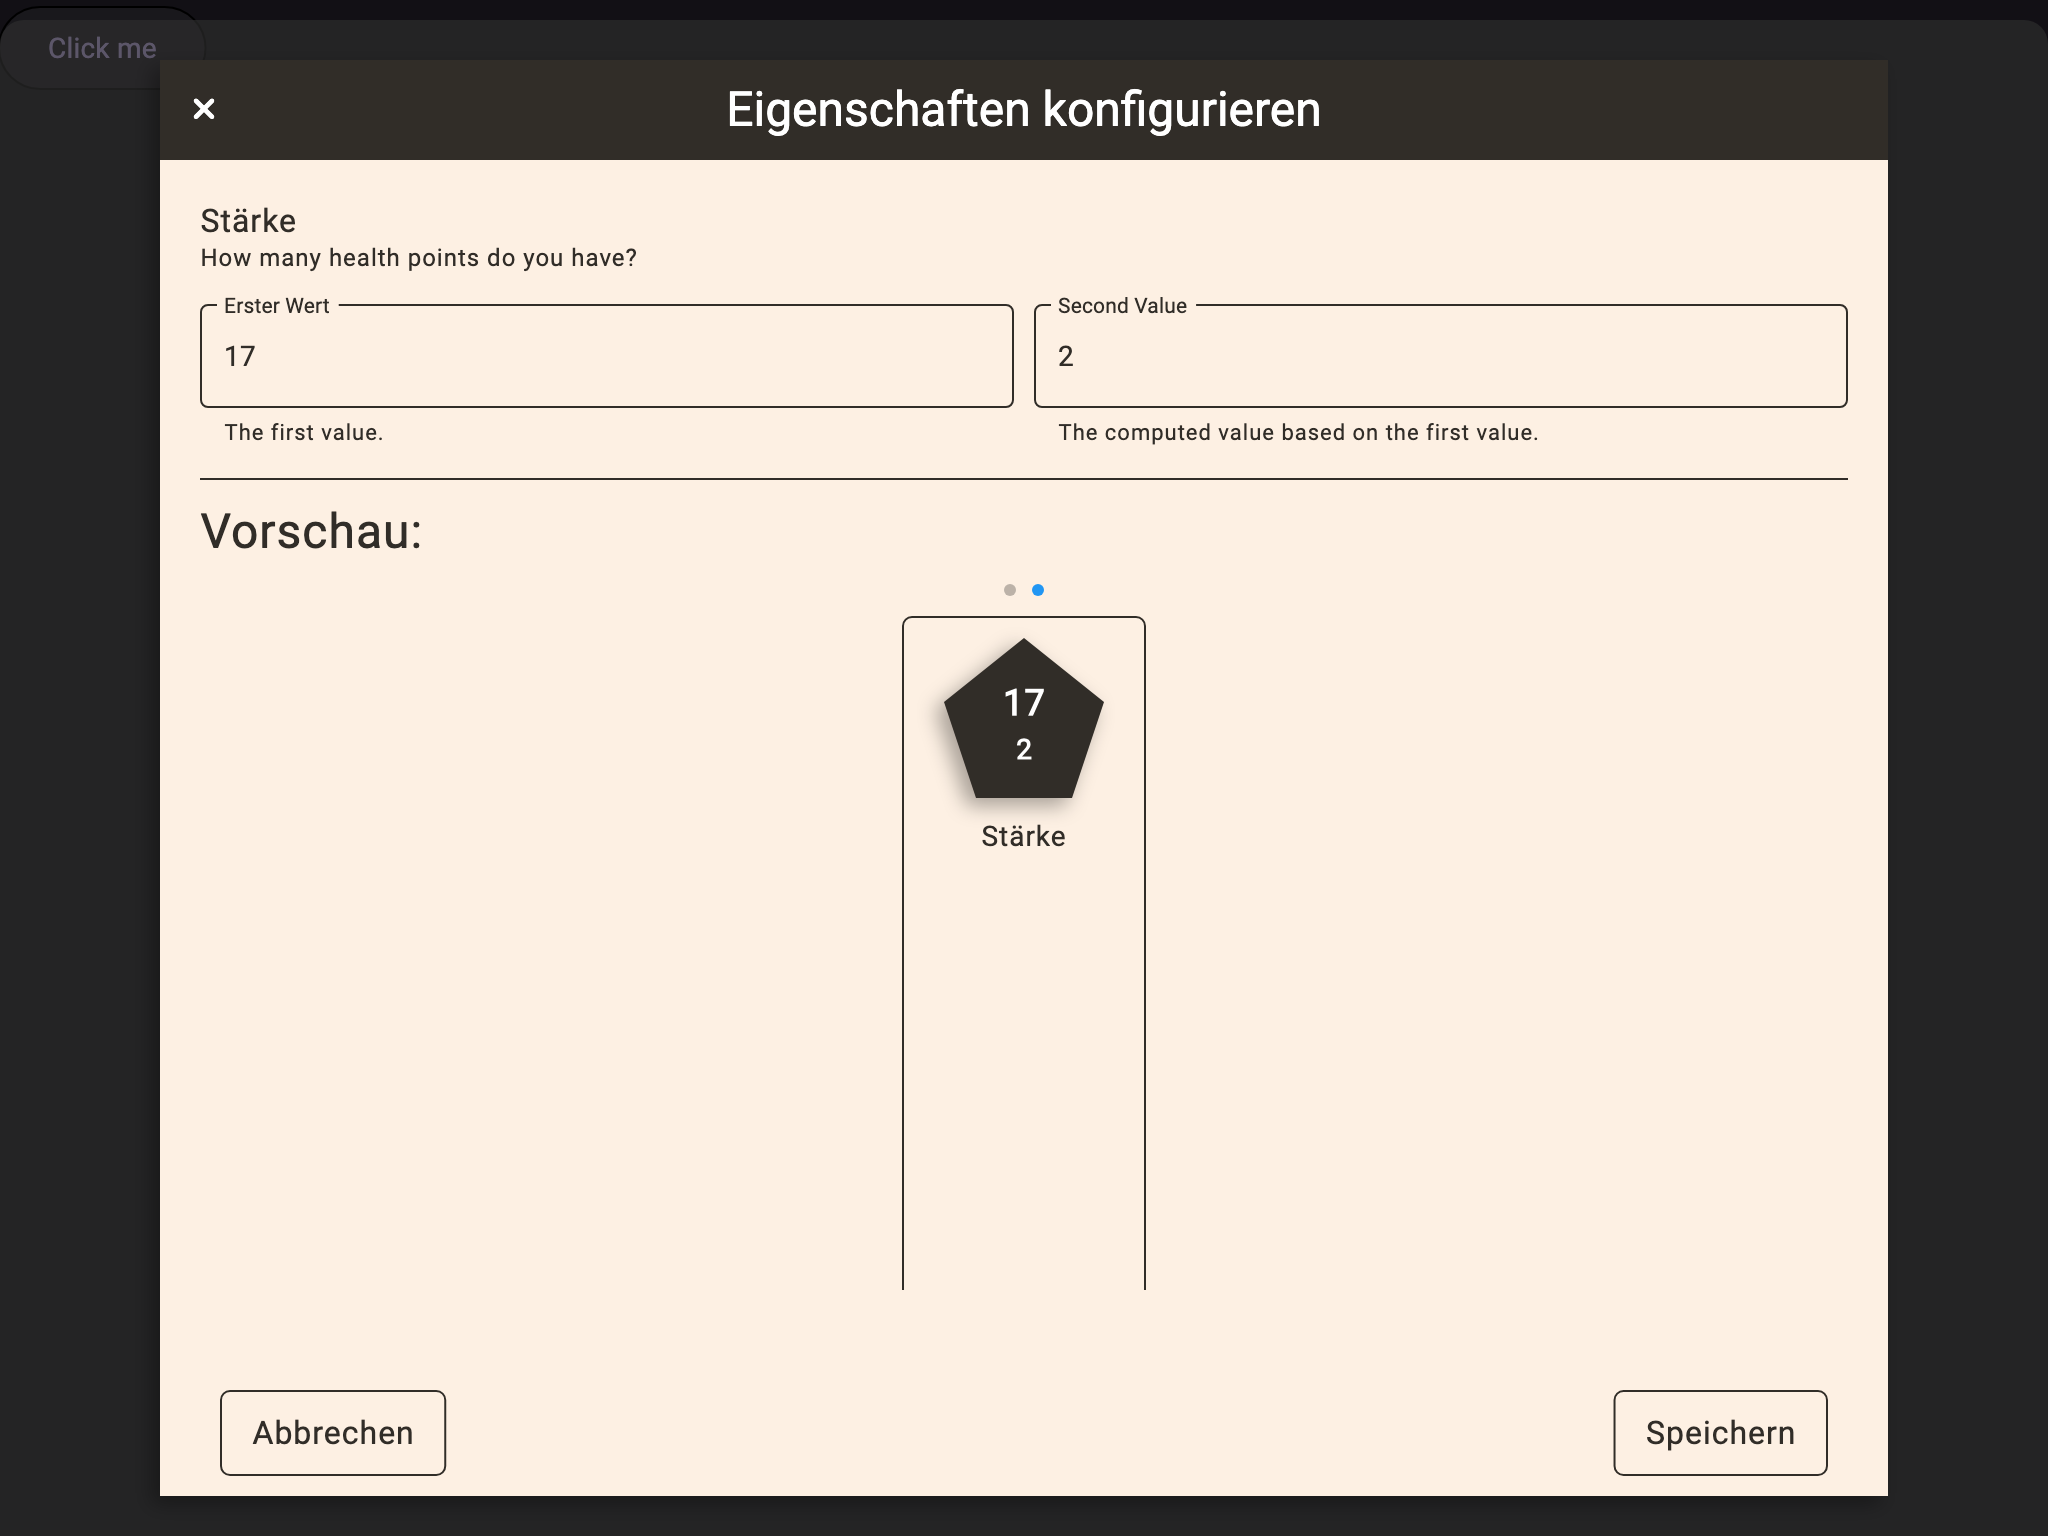 Click me
Eigenschaften konfigurieren
Stärke
How many health points do you have?
Erster Wert
17
The first value.
Second Value
2
The computed value based on the first value.
Vorschau:
17
2
Stärke
Abbrechen
Speichern